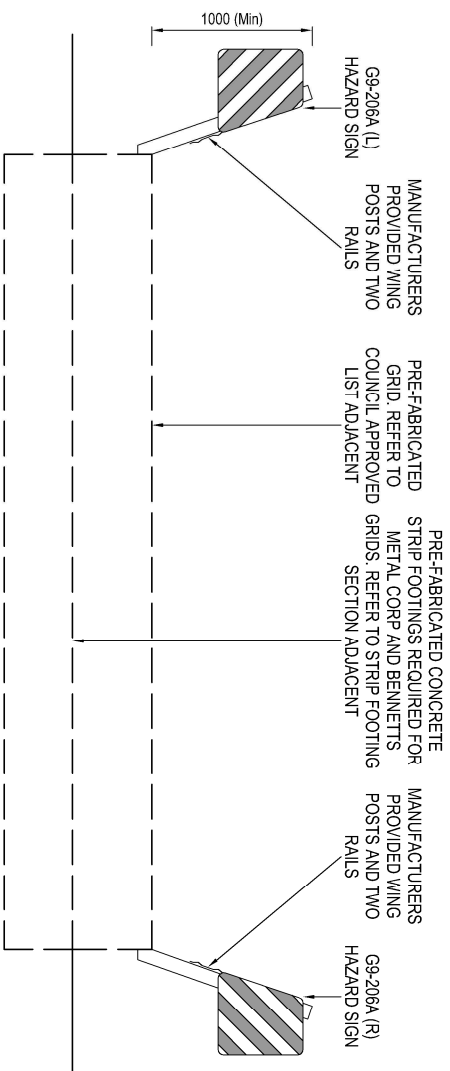 1000 (Min)
G9-206A (L)
HAZARD SIGN
MANUFACTURERS
PROVIDED WING
POSTS AND TWO
RAILS
PRE-FABRICATED
GRID. REFER TO
COUNCIL APPROVED
LIST ADJACENT
PRE-FABRICATED CONCRETE
STRIP FOOTINGS REQUIRED FOR
METAL CORP AND BENNETTS
GRIDS. REFER TO STRIP FOOTING
SECTION ADJACENT
MANUFACTURERS
PROVIDED WING
POSTS AND TWO
RAILS
G9-206A (R)
HAZARD SIGN